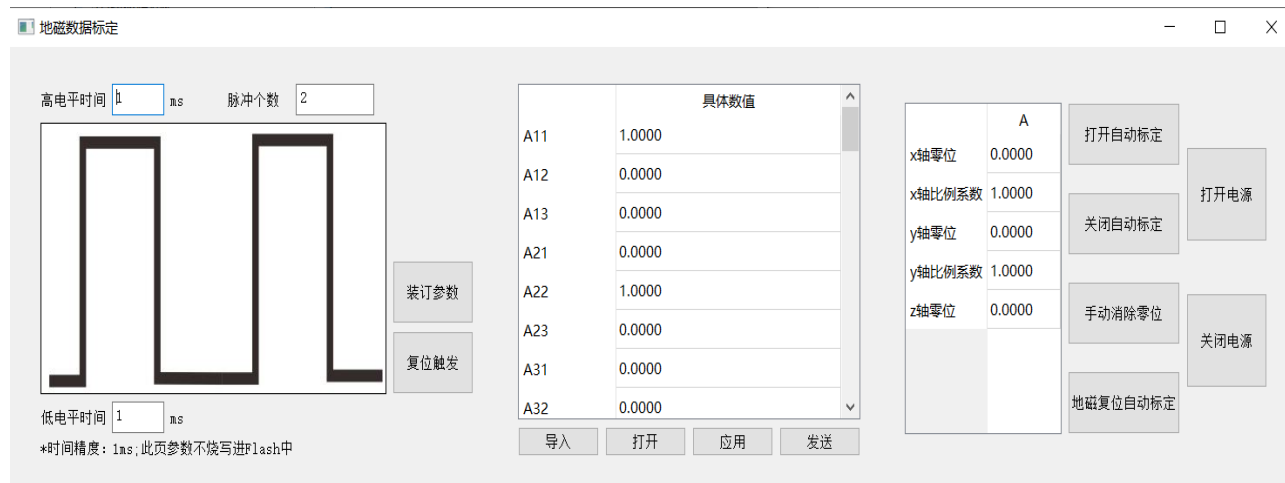 地磁数据标定
高电平时间 1 ms 脉冲个数 2
装订参数
复位触发
低电平时间 1 ms
*时间精度：1ms;此页参数不烧写进Flash中
具体数值
A11 1.0000
A12 0.0000
A13 0.0000
A21 0.0000
A22 1.0000
A23 0.0000
A31 0.0000
A32 0.0000
导入 打开 应用 发送
A
x轴零位 0.0000
x轴比例系数 1.0000
y轴零位 0.0000
y轴比例系数 1.0000
z轴零位 0.0000
打开自动标定
关闭自动标定
手动消除零位
地磁复位自动标定
打开电源
关闭电源